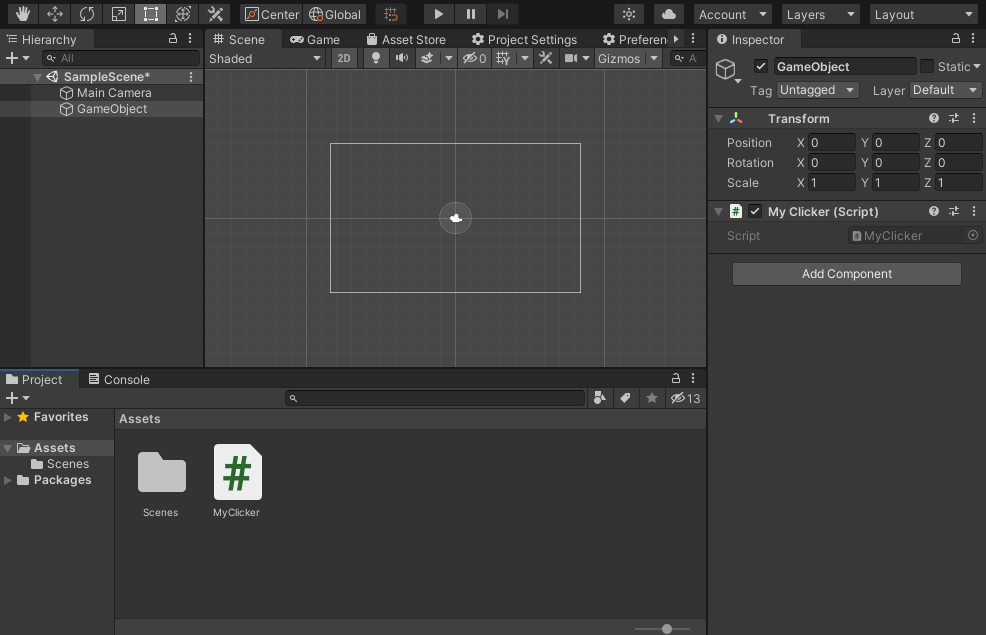 Center Global Account Layers Layout
Hierarchy Scene Game Asset Store Project Settings Preferen Inspector
All Shaded 2D 0 Gizmos A
GameObject Static
SampleScene*
Main Camera
GameObject
Tag Untagged Layer Default
Transform
Position X 0 Y 0 Z 0
Rotation X 0 Y 0 Z 0
Scale X 1 Y 1 Z 1
# My Clicker (Script)
Script # MyClicker
Add Component
Project Console
13
Favorites
Assets
Scenes
Packages
Assets
#
Scenes MyClicker